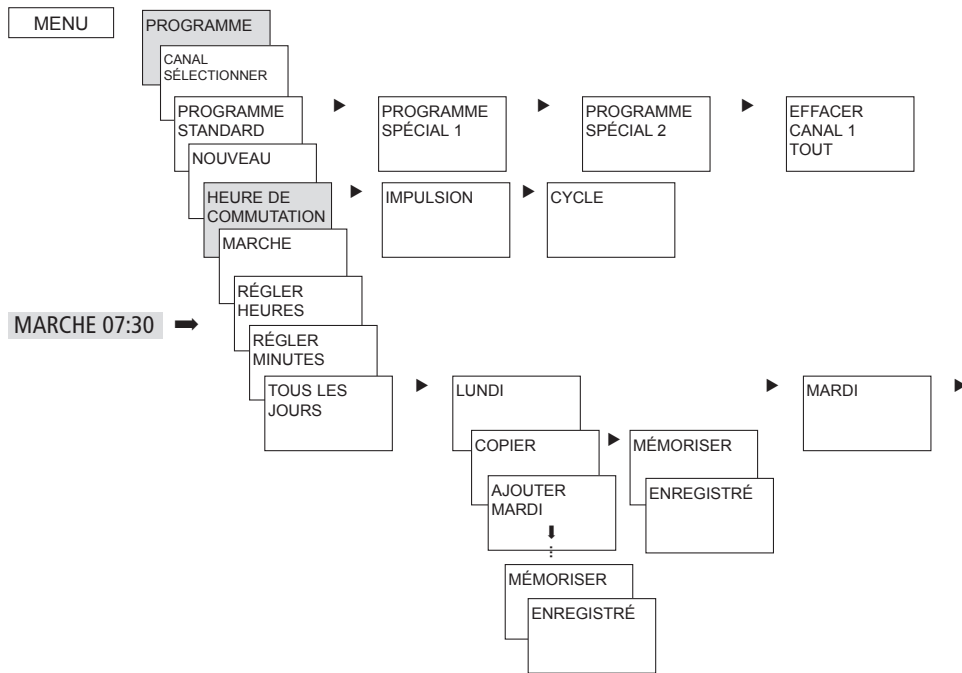 MENU
PROGRAMME
CANAL
SÉLECTIONNER
PROGRAMME
STANDARD
PROGRAMME
SPÉCIAL 1
PROGRAMME
SPÉCIAL 2
EFFACER
CANAL 1
TOUT
NOUVEAU
HEURE DE
COMMUTATION
IMPULSION
CYCLE
MARCHE
RÉGLER
HEURES
MARCHE 07:30
RÉGLER
MINUTES
TOUS LES
JOURS
LUNDI
MARDI
COPIER
MÉMORISER
AJOUTER
MARDI
ENREGISTRÉ
MÉMORISER
ENREGISTRÉ